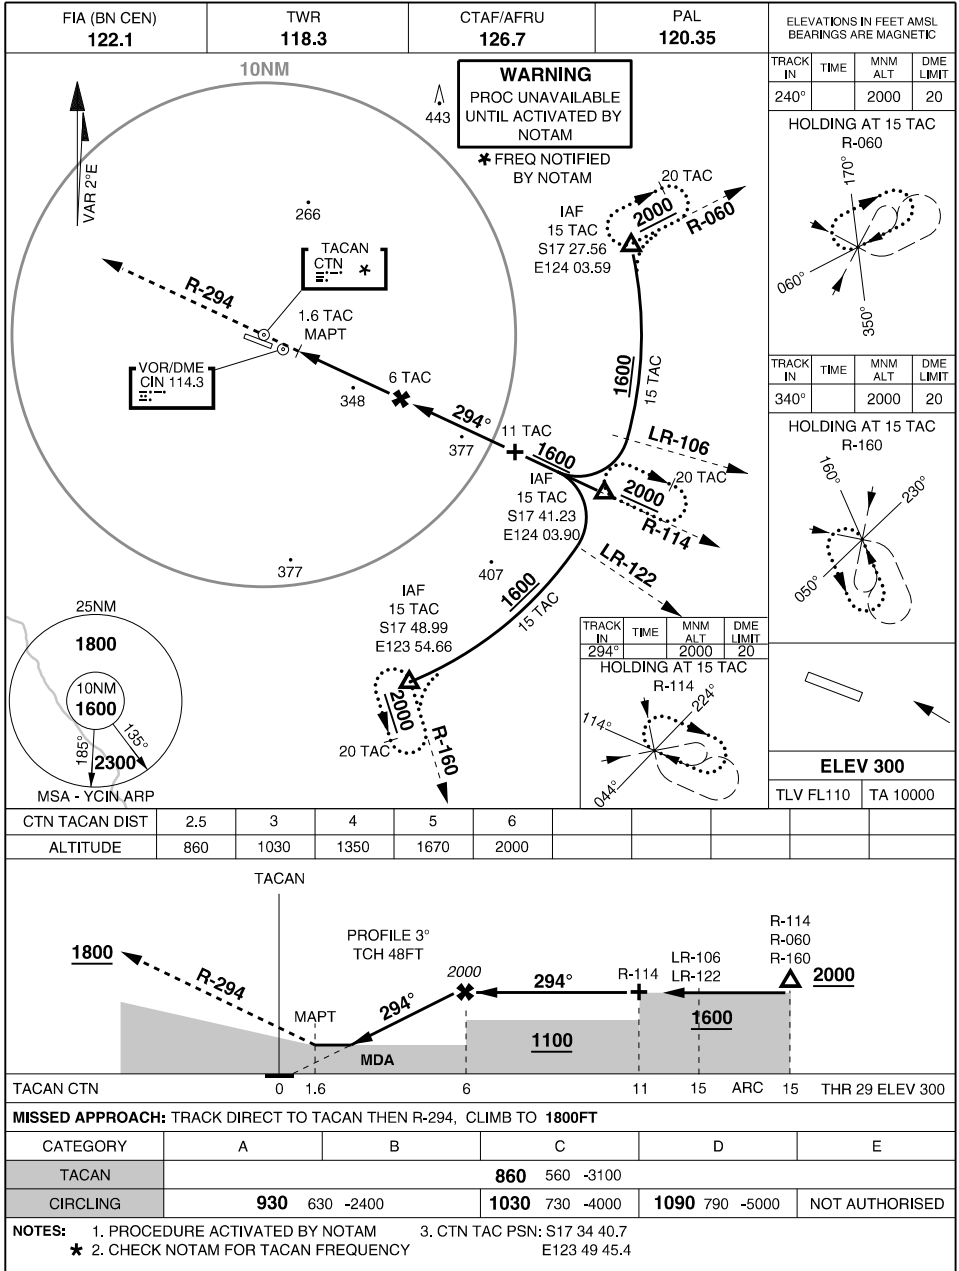 FIA (BN CEN) TWR CTAF/AFRU PAL
122.1 118.3 126.7 120.35
ELEVATIONS IN FEET AMSL
BEARINGS ARE MAGNETIC
TRACK IN TIME MNM ALT DME LIMIT
240° 2000 20
HOLDING AT 15 TAC
R-060
170°
060°
350°
TRACK IN TIME MNM ALT DME LIMIT
340° 2000 20
HOLDING AT 15 TAC
R-160
160°
230°
050°
10NM
443
WARNING
PROC UNAVAILABLE
UNTIL ACTIVATED BY
NOTAM
* FREQ NOTIFIED
BY NOTAM
VAR 2°E
266
TACAN
CTN *
R-294
1.6 TAC
MAPT
VOR/DME
CIN 114.3
348
6 TAC
294°
377
11 TAC
1600
IAF
15 TAC
S17 27.56
E124 03.59
20 TAC
2000
R-060
1600
15 TAC
LR-106
20 TAC
2000
R-114
IAF
15 TAC
S17 41.23
E124 03.90
LR-122
377
407
1600
15 TAC
IAF
15 TAC
S17 48.99
E123 54.66
2000
20 TAC
R-160
25NM
1800
10NM
1600
185°
135°
2300
MSA - YCIN ARP
TRACK IN TIME MNM ALT DME LIMIT
294° 2000 20
HOLDING AT 15 TAC
R-114
224°
114°
044°
ELEV 300
TLV FL110 TA 10000
CTN TACAN DIST 2.5 3 4 5 6
ALTITUDE 860 1030 1350 1670 2000
TACAN
PROFILE 3°
TCH 48FT
1800
R-294
MAPT
294°
2000
294°
R-114
LR-106
LR-122
R-114
R-060
R-160
2000
1600
1100
MDA
TACAN CTN 0 1.6 6 11 15 ARC 15 THR 29 ELEV 300
MISSED APPROACH: TRACK DIRECT TO TACAN THEN R-294, CLIMB TO 1800FT
CATEGORY A B C D E
TACAN 860 560 -3100
CIRCLING 930 630 -2400 1030 730 -4000 1090 790 -5000 NOT AUTHORISED
NOTES: 1. PROCEDURE ACTIVATED BY NOTAM 3. CTN TAC PSN: S17 34 40.7
* 2. CHECK NOTAM FOR TACAN FREQUENCY E123 49 45.4